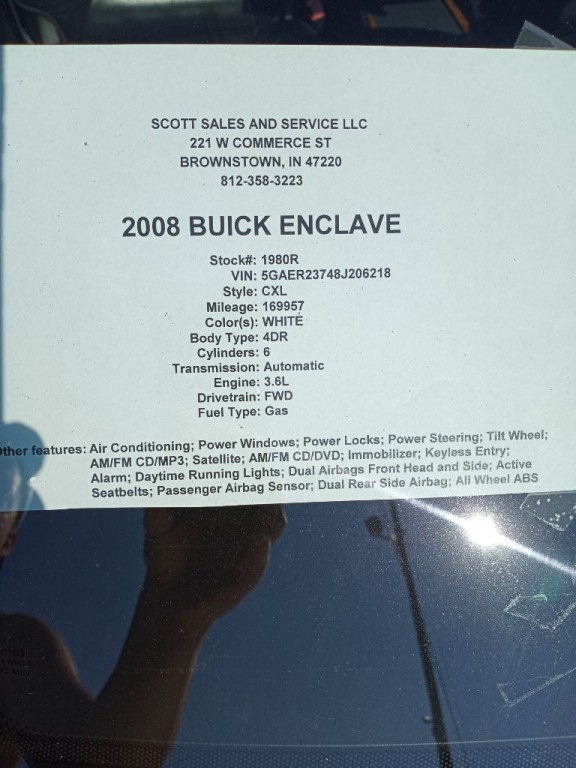 SCOTT SALES AND SERVICE LLC
221 W COMMERCE ST
BROWNSTOWN, IN 47220
812-358-3223
2008 BUICK ENCLAVE
Stock#: 1980R
VIN: 5GAER23748J206218
Style: CXL
Mileage: 169957
Color(s): WHITE
Body Type: 4DR
Cylinders: 6
Transmission: Automatic
Engine: 3.6L
Drivetrain: FWD
Fuel Type: Gas
ther features: Air Conditioning; Power Windows; Power Locks; Power Steering; Tilt Wheel;
AM/FM CD/MP3; Satellite; AM/FM CD/DVD; Immobilizer; Keyless Entry;
Alarm; Daytime Running Lights; Dual Airbags Front Head and Side; Active
Seatbelts; Passenger Airbag Sensor; Dual Rear Side Airbag; All Wheel ABS